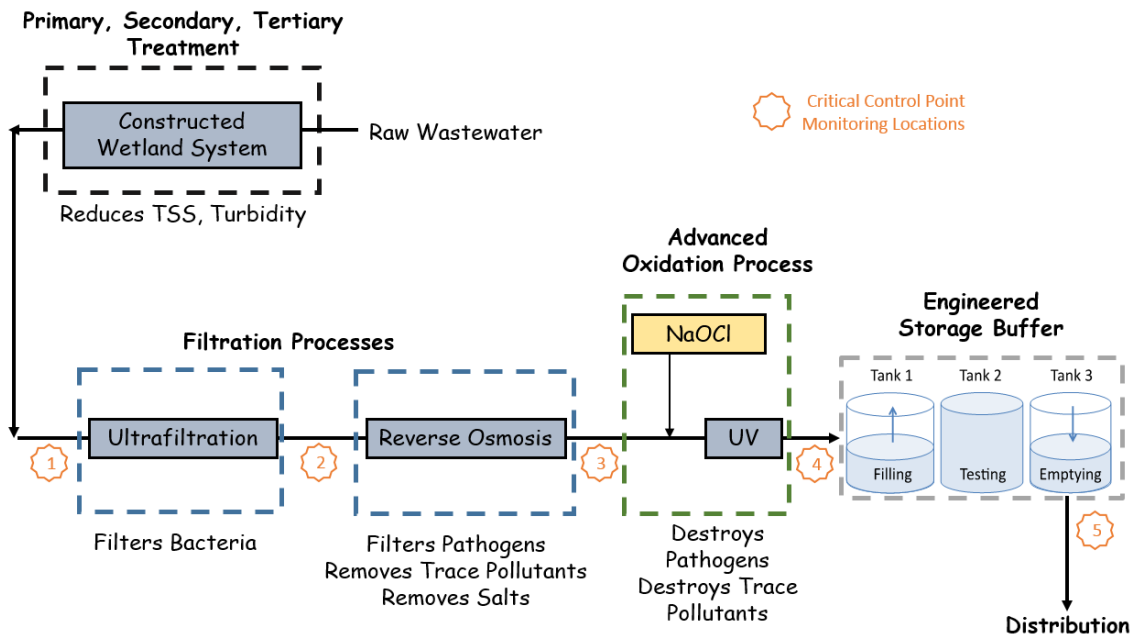 Primary, Secondary, Tertiary
Treatment
Constructed
Wetland System
Raw Wastewater
Reduces TSS, Turbidity
Critical Control Point
Monitoring Locations
Advanced
Oxidation Process
NaOCl
Engineered
Storage Buffer
Filtration Processes
Tank 1
Tank 2
Tank 3
Ultrafiltration
Reverse Osmosis
UV
1
2
3
4
Filling
Testing
Emptying
5
Filters Bacteria
Filters Pathogens
Removes Trace Pollutants
Removes Salts
Destroys
Pathogens
Destroys Trace
Pollutants
Distribution